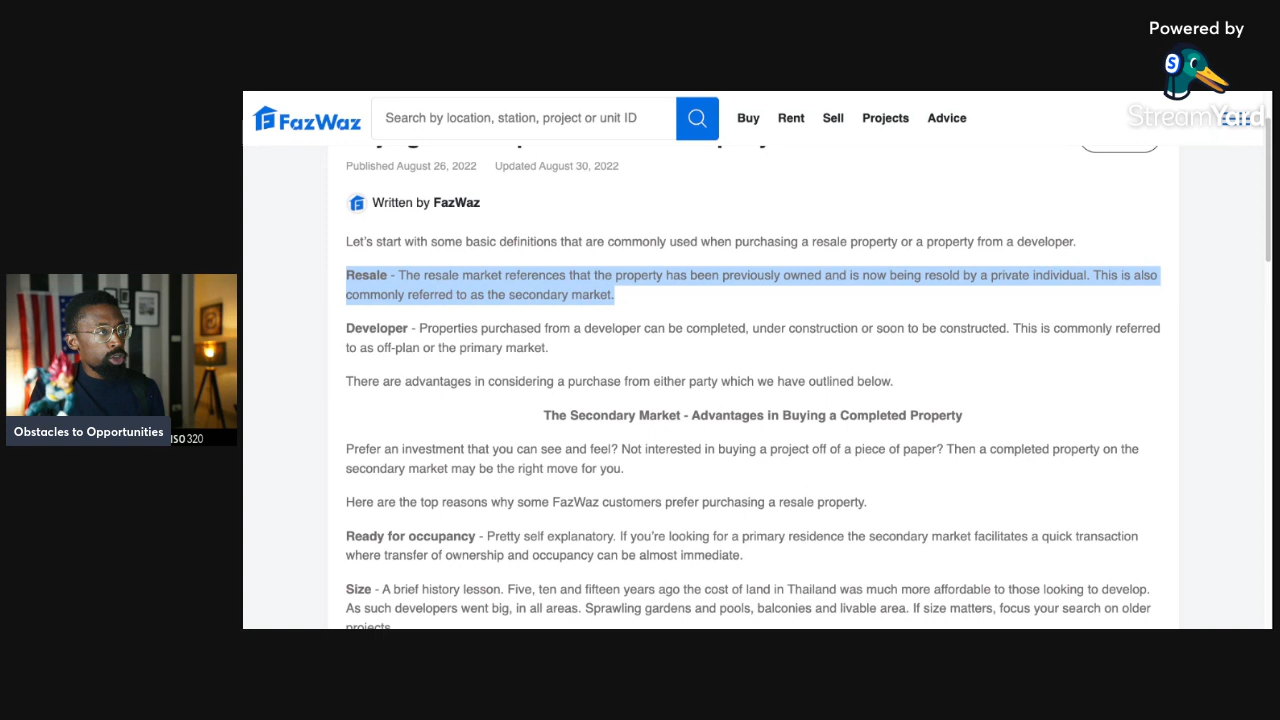 Powered by
S
StreamYard
FazWaz
Search by location, station, project or unit ID
Buy
Rent
Sell
Projects
Advice
Published August 26, 2022
Updated August 30, 2022
Written by FazWaz
Let's start with some basic definitions that are commonly used when purchasing a resale property or a property from a developer.
Resale - The resale market references that the property has been previously owned and is now being resold by a private individual. This is also
commonly referred to as the secondary market.
Developer - Properties purchased from a developer can be completed, under construction or soon to be constructed. This is commonly referred
to as off-plan or the primary market.
There are advantages in considering a purchase from either party which we have outlined below.
The Secondary Market - Advantages in Buying a Completed Property
Prefer an investment that you can see and feel? Not interested in buying a project off of a piece of paper? Then a completed property on the
secondary market may be the right move for you.
Here are the top reasons why some FazWaz customers prefer purchasing a resale property.
Ready for occupancy - Pretty self explanatory. If you're looking for a primary residence the secondary market facilitates a quick transaction
where transfer of ownership and occupancy can be almost immediate.
Size - A brief history lesson. Five, ten and fifteen years ago the cost of land in Thailand was much more affordable to those looking to develop.
As such developers went big, in all areas. Sprawling gardens and pools, balconies and livable area. If size matters, focus your search on older
projects.
Obstacles to Opportunities
ISO 320